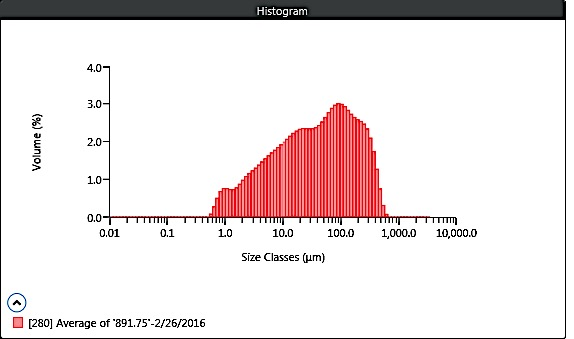 Histogram
4.0
3.0
2.0
1.0
0.0
Volume (%)
0.01 0.1 1.0 10.0 100.0 1,000.0 10,000.0
Size Classes (μm)
[280] Average of "891.75"-2/26/2016